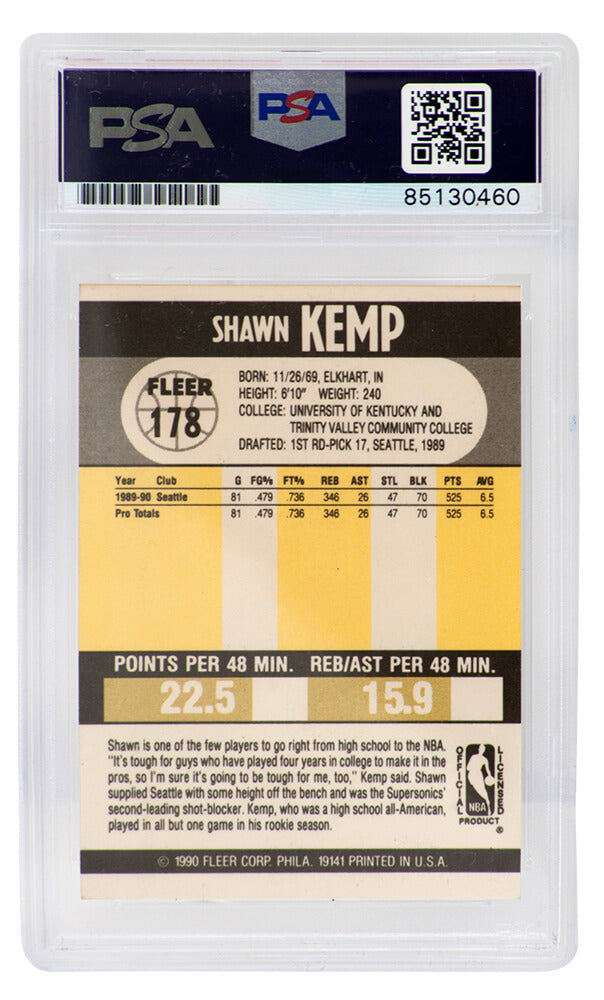 PSA
PSA
85130460
SHAWN KEMP
FLEER
178
BORN: 11/26/69, ELKHART, IN
HEIGHT: 6'10" WEIGHT: 240
COLLEGE: UNIVERSITY OF KENTUCKY AND
TRINITY VALLEY COMMUNITY COLLEGE
DRAFTED: 1ST RD-PICK 17, SEATTLE, 1989
Year Club G FG% FT% REB AST STL BLK PTS AVG
1989-90 Seattle 81 .479 .736 346 26 47 70 525 6.5
Pro Totals 81 .479 .736 346 26 47 70 525 6.5
POINTS PER 48 MIN. REB/AST PER 48 MIN.
22.5 15.9
Shawn is one of the few players to go right from high school to the NBA.
"It's tough for guys who have played four years in college to make it in the
pros, so I'm sure it's going to be tough for me, too," Kemp said. Shawn
supplied Seattle with some height off the bench and was the Supersonics'
second-leading shot-blocker. Kemp, who was a high school all-American,
played in all but one game in his rookie season.
OFFICIAL
NBA
LICENSED
PRODUCT
®
© 1990 FLEER CORP. PHILA. 19141 PRINTED IN U.S.A.